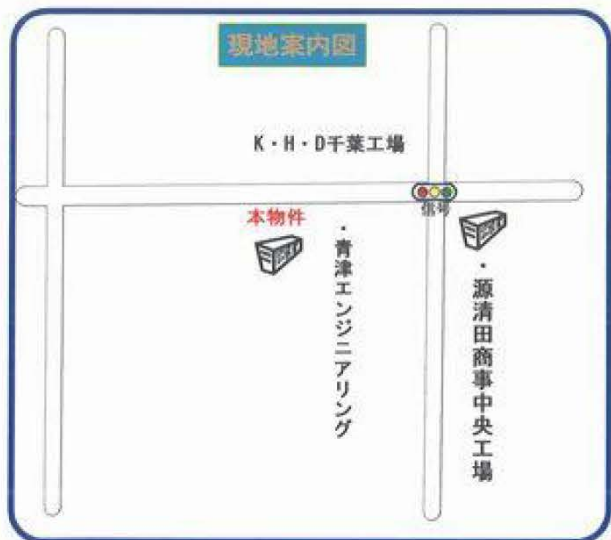 現地案内図
K・H・D千葉工場
信号
本物件
・青津エンジニアリング
・源清田商事中央工場